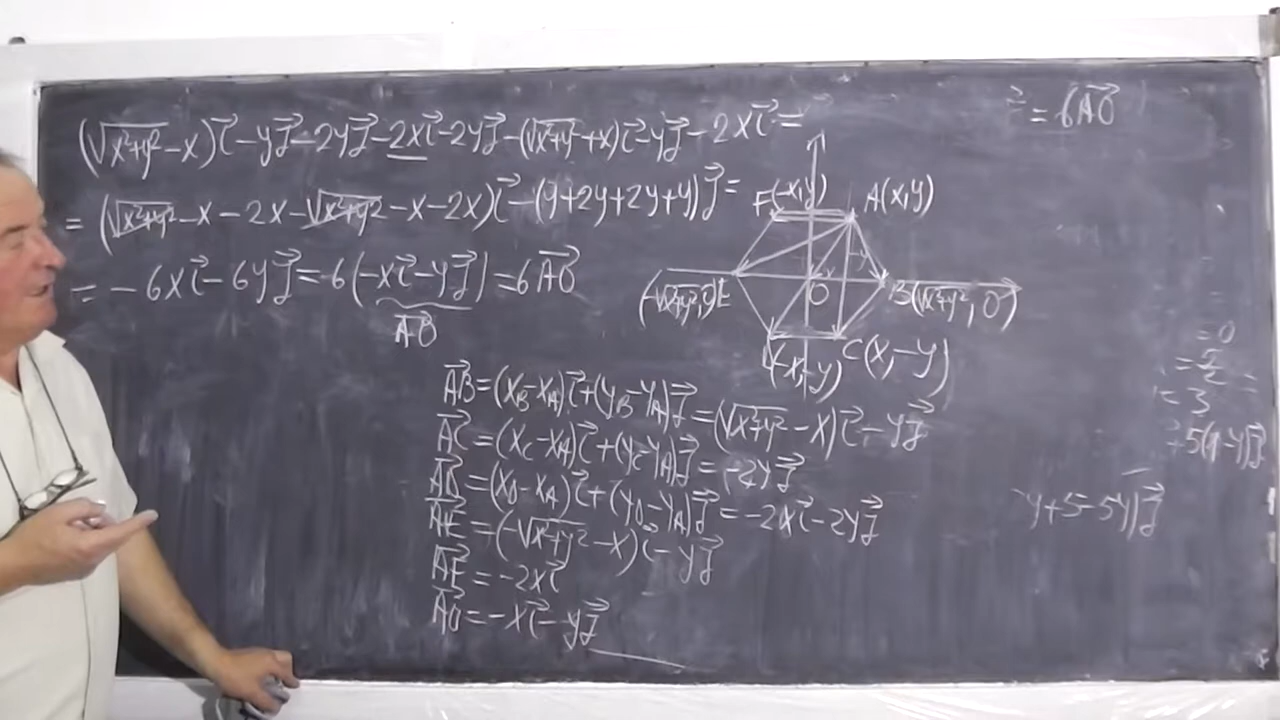 (√x²+y² -x)i⃗ -yj⃗ -2yj⃗ -2xi⃗ -2yj⃗ -(√x²+y² +x)i⃗ -yj⃗ -2xi⃗ =
= (√x²+y² -x-2x-√x²+y² -x-2x)i⃗ -(y+2y+2y+y)j⃗ =
= -6xi⃗ -6yj⃗ = 6(-xi⃗ -yj⃗) = 6AO⃗
AO⃗
= 6AO⃗
F(-x,y) A(x,y)
(-√x²+y²,0)E O B(√x²+y², 0)
(-x,-y) C(x,-y)
AB⃗ = (x_B-x_A)i⃗ +(y_B-y_A)j⃗ = (√x²+y² -x)i⃗ -yj⃗
AC⃗ = (x_C-x_A)i⃗ +(y_C-y_A)j⃗ = -2yj⃗
AD⃗ = (x_D-x_A)i⃗ +(y_D-y_A)j⃗ = -2xi⃗ -2yj⃗
AE⃗ = (-√x²+y² -x)i⃗ -yj⃗
AF⃗ = -2xi⃗
AO⃗ = -xi⃗ -yj⃗
= 0
= 3
y+5-5y)j⃗